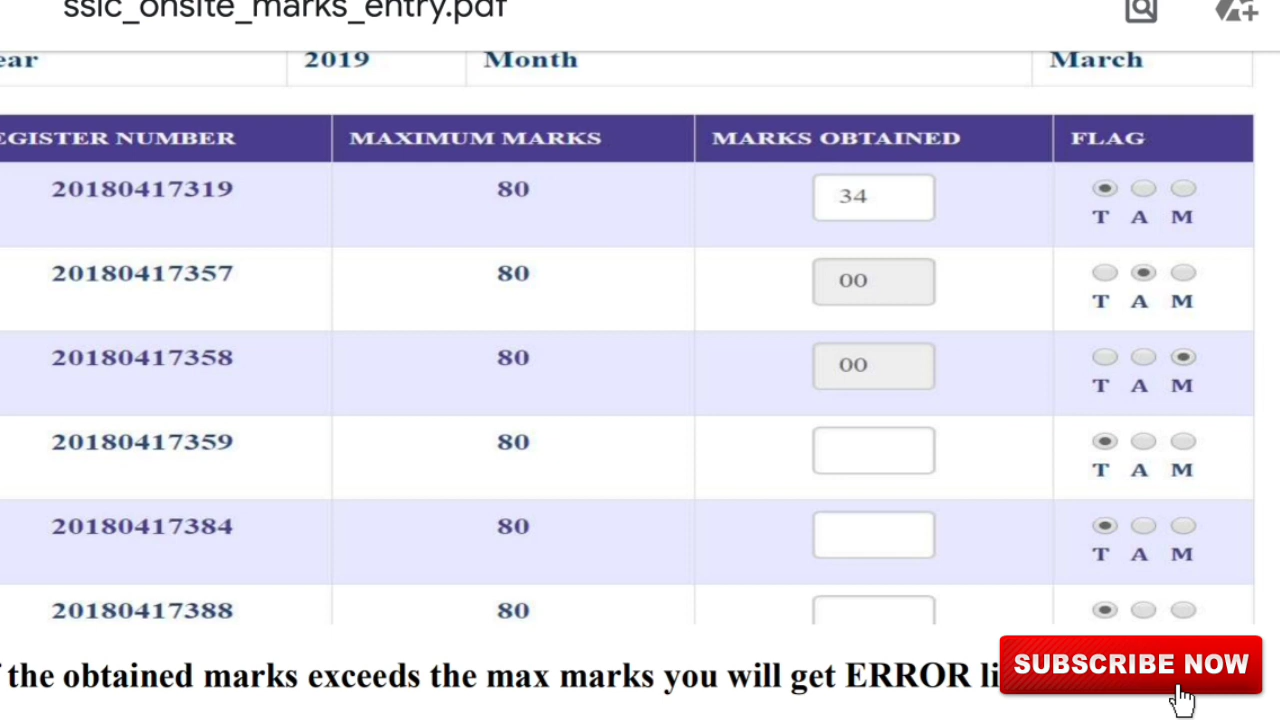 ssic_onsite_marks_entry.pdf
ear 2019 Month March
EGISTER NUMBER MAXIMUM MARKS MARKS OBTAINED FLAG
20180417319 80 34 T A M
20180417357 80 00 T A M
20180417358 80 00 T A M
20180417359 80 T A M
20180417384 80 T A M
20180417388 80
the obtained marks exceeds the max marks you will get ERROR li
SUBSCRIBE NOW